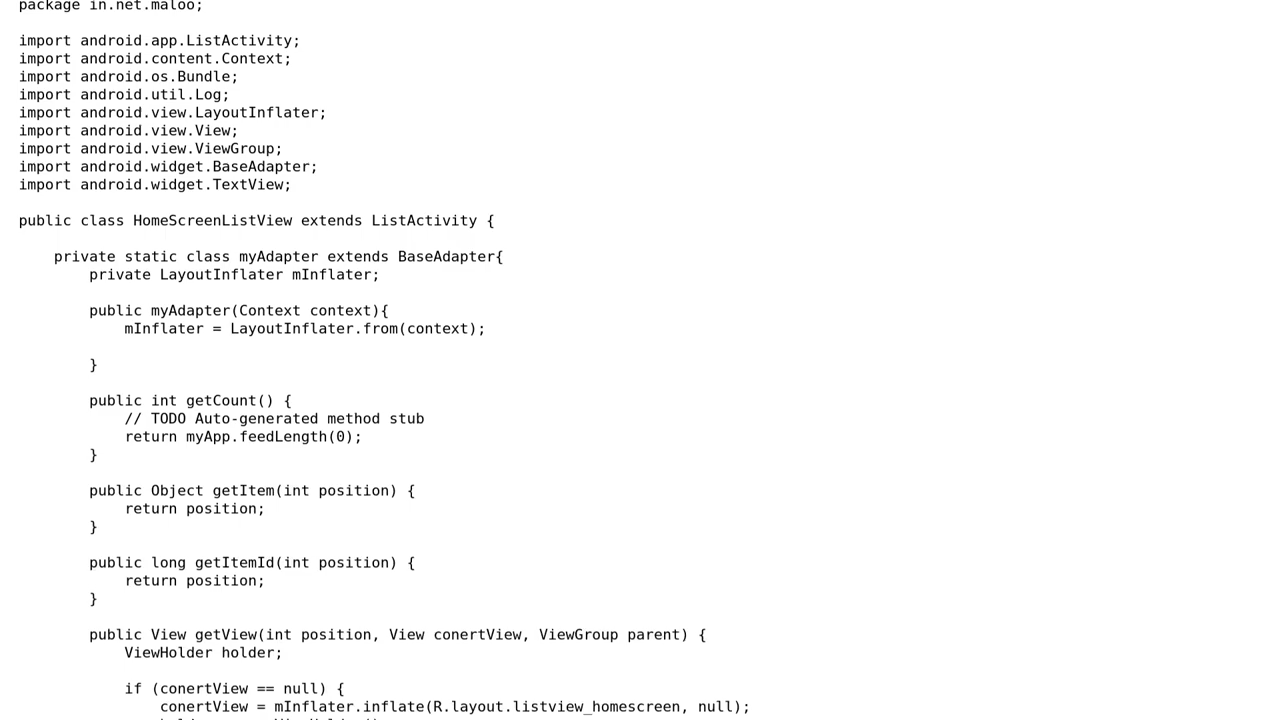 package in.net.maloo;

import android.app.ListActivity;
import android.content.Context;
import android.os.Bundle;
import android.util.Log;
import android.view.LayoutInflater;
import android.view.View;
import android.view.ViewGroup;
import android.widget.BaseAdapter;
import android.widget.TextView;

public class HomeScreenListView extends ListActivity {

    private static class myAdapter extends BaseAdapter{
        private LayoutInflater mInflater;

        public myAdapter(Context context){
            mInflater = LayoutInflater.from(context);

        }

        public int getCount() {
            // TODO Auto-generated method stub
            return myApp.feedLength(0);
        }

        public Object getItem(int position) {
            return position;
        }

        public long getItemId(int position) {
            return position;
        }

        public View getView(int position, View conertView, ViewGroup parent) {
            ViewHolder holder;

            if (conertView == null) {
                conertView = mInflater.inflate(R.layout.listview_homescreen, null);